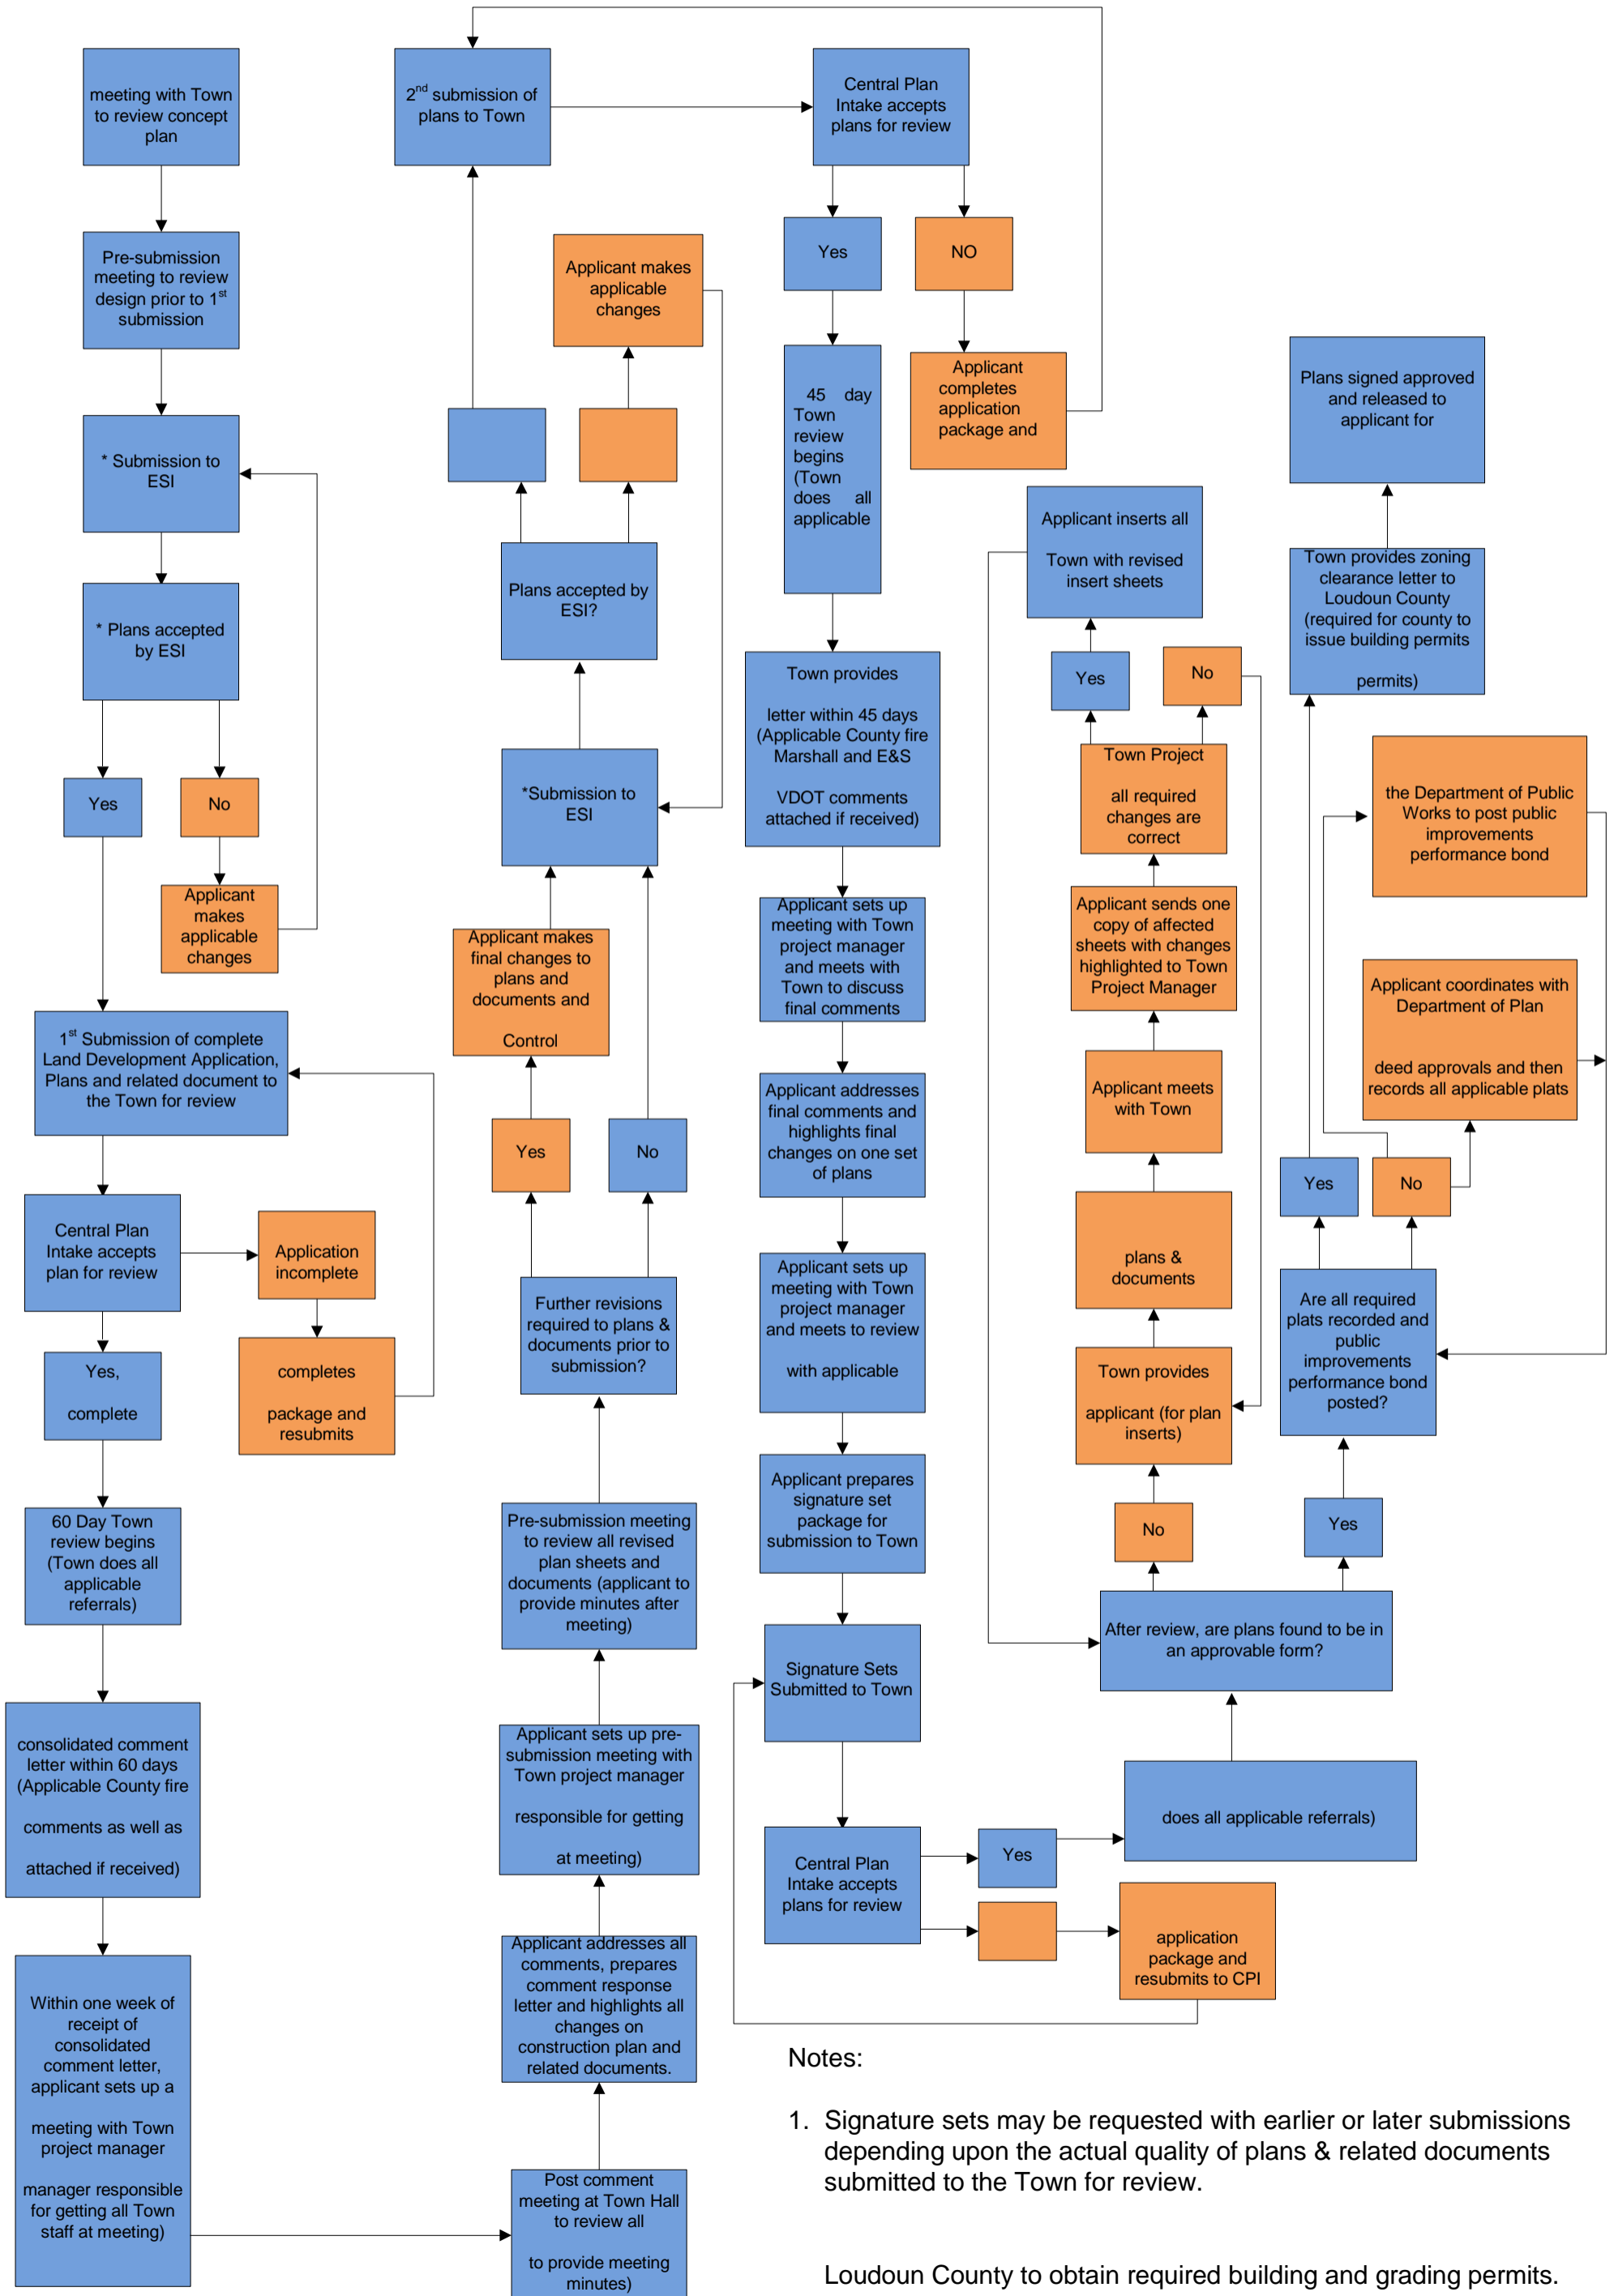 meeting with Town
to review concept
plan
Pre-submission
meeting to review
design prior to 1st
submission
* Submission to
ESI
* Plans accepted
by ESI
Yes
No
Applicant
makes
applicable
changes
1st Submission of complete
Land Development Application,
Plans and related document to
the Town for review
Central Plan
Intake accepts
plan for review
Application
incomplete
Yes,
complete
completes
package and
resubmits
60 Day Town
review begins
(Town does all
applicable
referrals)
consolidated comment
letter within 60 days
(Applicable County fire
comments as well as
attached if received)
Within one week of
receipt of
consolidated
comment letter,
applicant sets up a
meeting with Town
project manager
manager responsible
for getting all Town
staff at meeting)
Post comment
meeting at Town Hall
to review all
to provide meeting
minutes)
Applicant addresses all
comments, prepares
comment response
letter and highlights all
changes on
construction plan and
related documents.
Applicant sets up pre-
submission meeting with
Town project manager
responsible for getting
at meeting)
Pre-submission meeting
to review all revised
plan sheets and
documents (applicant to
provide minutes after
meeting)
Further revisions
required to plans &
documents prior to
submission?
Yes
No
Applicant makes
final changes to
plans and
documents and
Control
*Submission to
ESI
Plans accepted by
ESI?
Applicant makes
applicable
changes
2nd submission of
plans to Town
Central Plan
Intake accepts
plans for review
Yes
NO
Applicant
completes
application
package and
45 day
Town
review
begins
(Town
does all
applicable
Town provides
letter within 45 days
(Applicable County fire
Marshall and E&S
VDOT comments
attached if received)
Applicant sets up
meeting with Town
project manager
and meets with
Town to discuss
final comments
Applicant addresses
final comments and
highlights final
changes on one set
of plans
Applicant sets up
meeting with Town
project manager
and meets to review
with applicable
Applicant prepares
signature set
package for
submission to Town
Signature Sets
Submitted to Town
Central Plan
Intake accepts
plans for review
Yes
application
package and
resubmits to CPI
does all applicable referrals)
After review, are plans found to be in
an approvable form?
No
Yes
Town provides
applicant (for plan
inserts)
plans &
documents
Applicant meets
with Town
Applicant sends one
copy of affected
sheets with changes
highlighted to Town
Project Manager
Town Project
all required
changes are
correct
Yes
No
Applicant inserts all
Town with revised
insert sheets
Are all required
plats recorded and
public
improvements
performance bond
posted?
Yes
No
Applicant coordinates with
Department of Plan
deed approvals and then
records all applicable plats
the Department of Public
Works to post public
improvements
performance bond
Town provides zoning
clearance letter to
Loudoun County
(required for county to
issue building permits
permits)
Plans signed approved
and released to
applicant for
Notes:
1. Signature sets may be requested with earlier or later submissions
depending upon the actual quality of plans & related documents
submitted to the Town for review.
Loudoun County to obtain required building and grading permits.